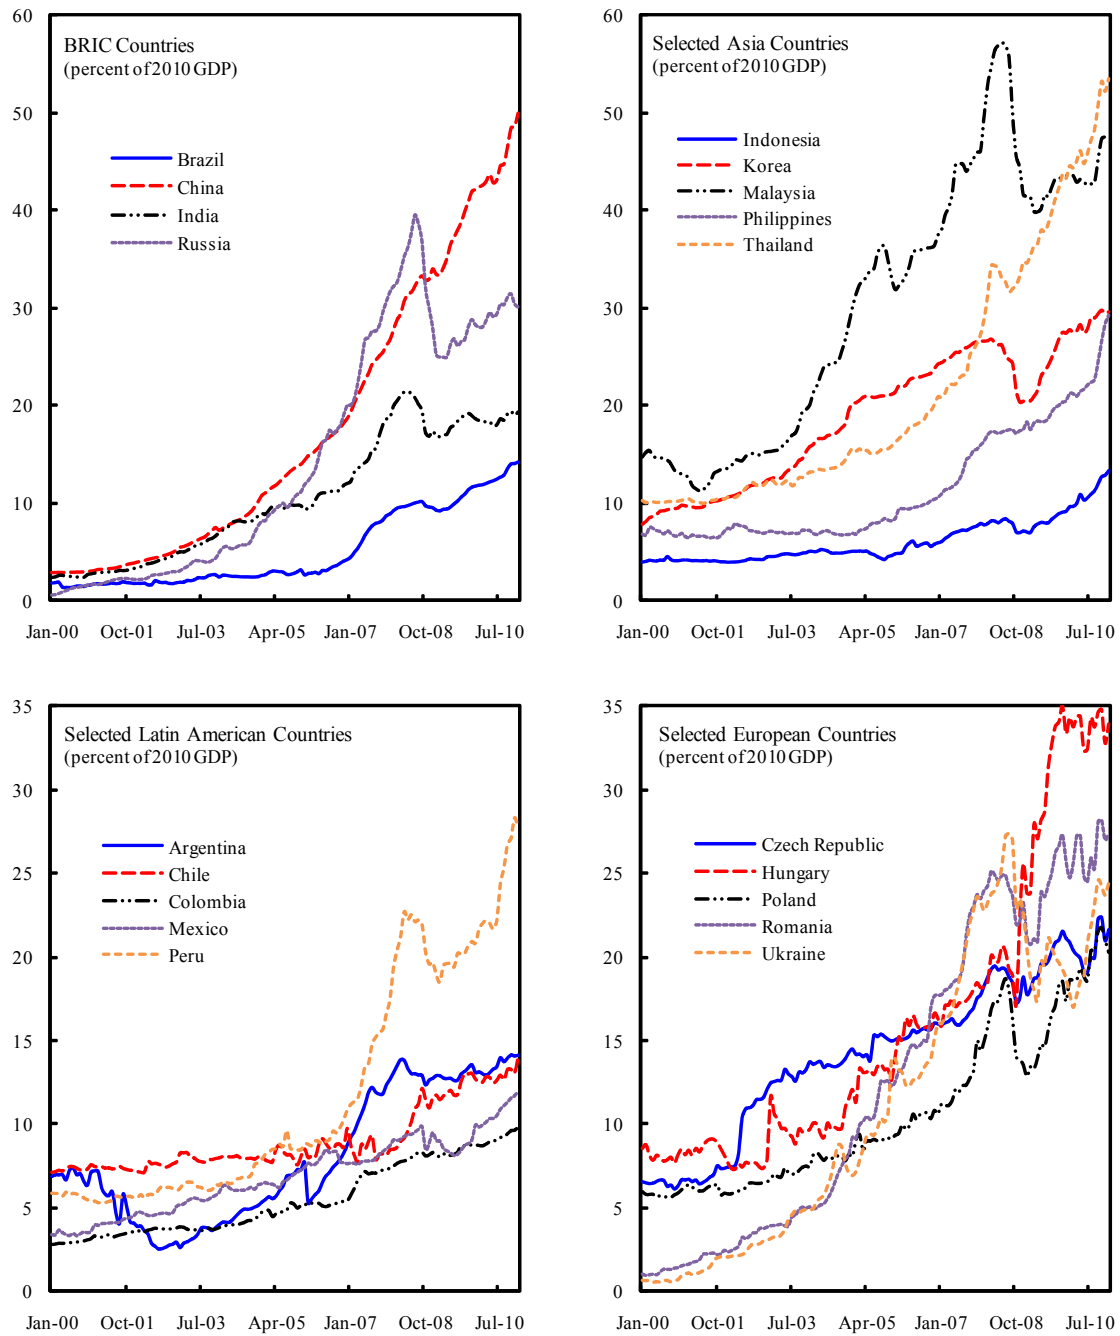 BRIC Countries
(percent of 2010 GDP)
60
50
40
30
20
10
0
Brazil
China
India
Russia
Jan-00 Oct-01 Jul-03 Apr-05 Jan-07 Oct-08 Jul-10
Selected Asia Countries
(percent of 2010 GDP)
60
50
40
30
20
10
0
Indonesia
Korea
Malaysia
Philippines
Thailand
Jan-00 Oct-01 Jul-03 Apr-05 Jan-07 Oct-08 Jul-10
Selected Latin American Countries
(percent of 2010 GDP)
35
30
25
20
15
10
5
0
Argentina
Chile
Colombia
Mexico
Peru
Jan-00 Oct-01 Jul-03 Apr-05 Jan-07 Oct-08 Jul-10
Selected European Countries
(percent of 2010 GDP)
35
30
25
20
15
10
5
0
Czech Republic
Hungary
Poland
Romania
Ukraine
Jan-00 Oct-01 Jul-03 Apr-05 Jan-07 Oct-08 Jul-10